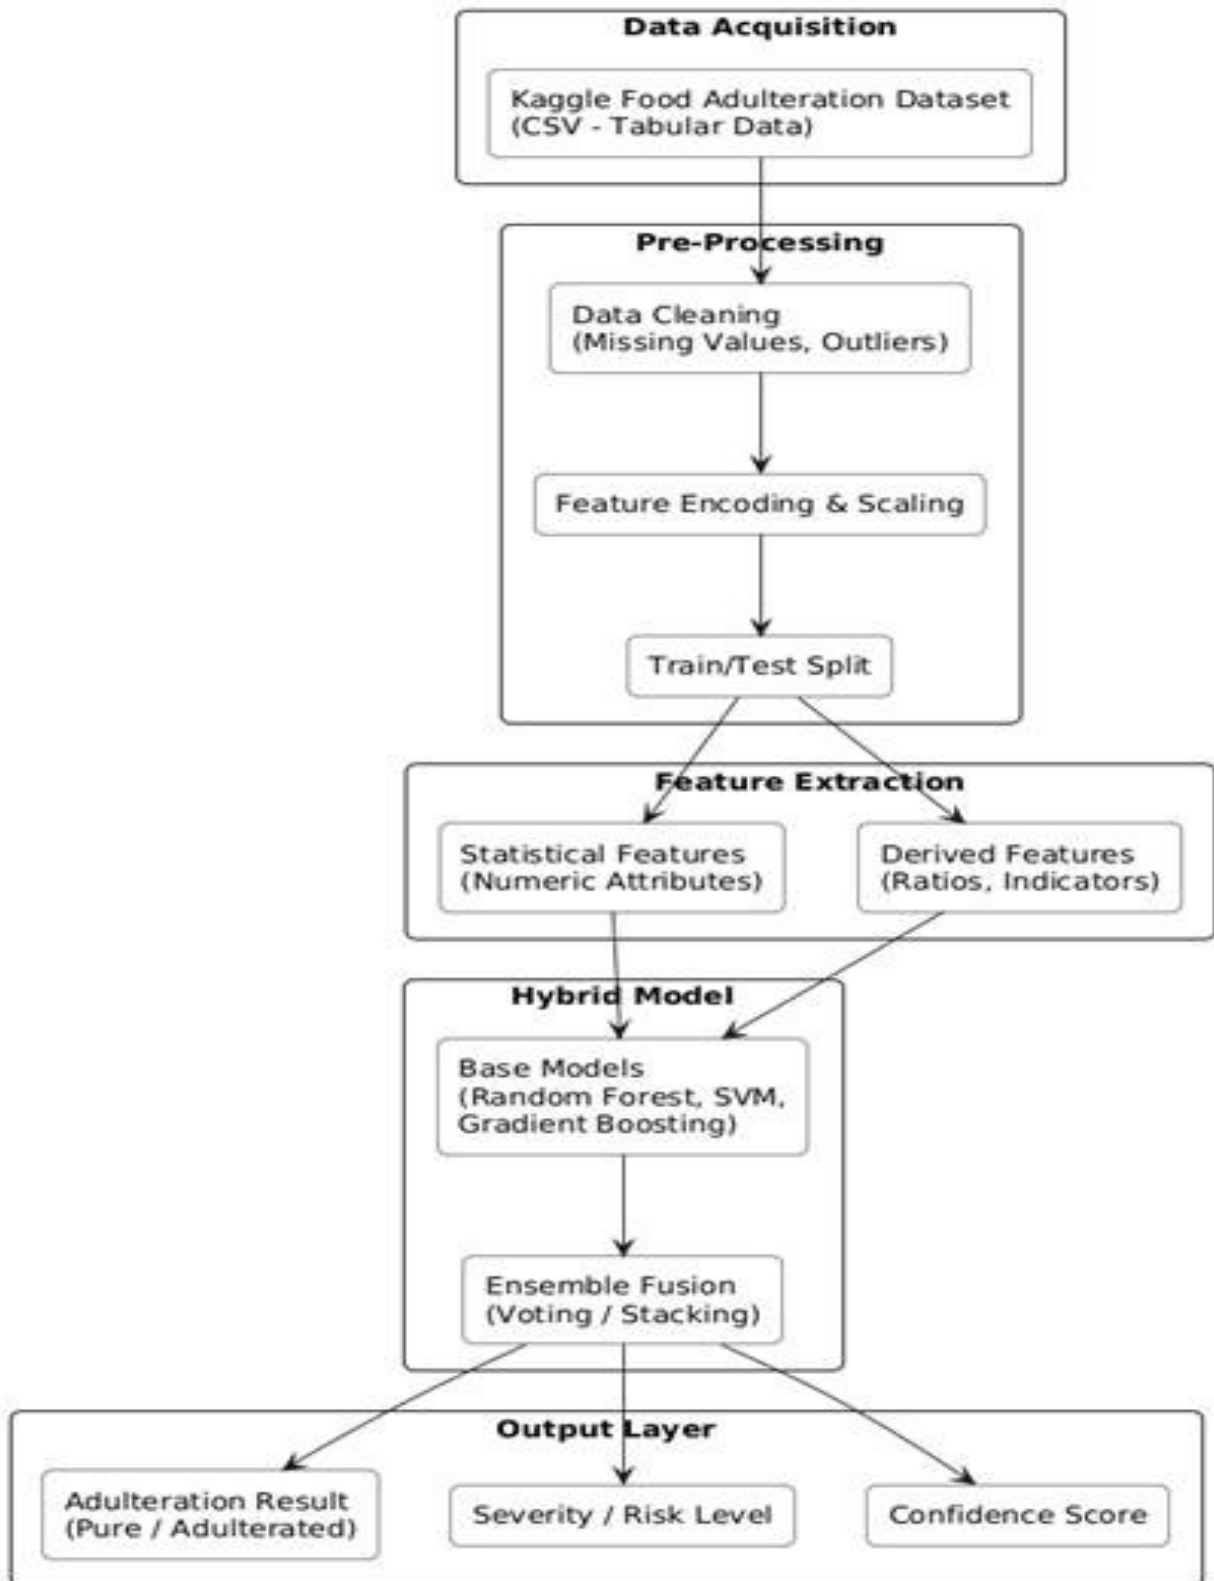 Data Acquisition
Kaggle Food Adulteration Dataset
(CSV - Tabular Data)
Pre-Processing
Data Cleaning
(Missing Values, Outliers)
Feature Encoding & Scaling
Train/Test Split
Feature Extraction
Statistical Features
(Numeric Attributes)
Derived Features
(Ratios, Indicators)
Hybrid Model
Base Models
(Random Forest, SVM,
Gradient Boosting)
Ensemble Fusion
(Voting / Stacking)
Output Layer
Adulteration Result
(Pure / Adulterated)
Severity / Risk Level
Confidence Score